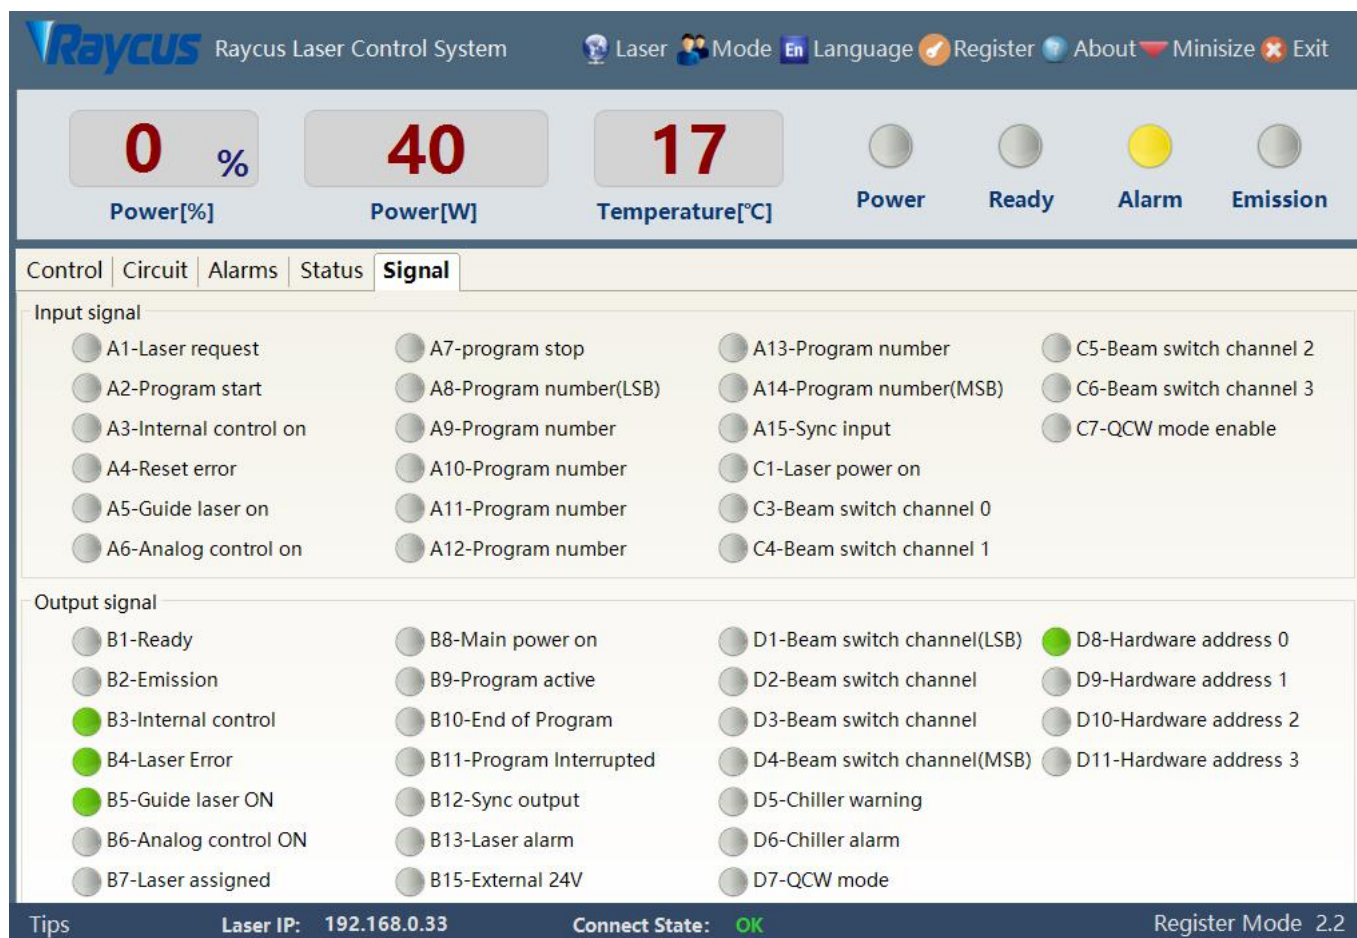 Raycus Raycus Laser Control System Laser Mode En Language Register About Minisize Exit
0 % 40 17
Power[%] Power[W] Temperature[℃] Power Ready Alarm Emission
Control Circuit Alarms Status Signal
Input signal
A1-Laser request A7-program stop A13-Program number C5-Beam switch channel 2
A2-Program start A8-Program number(LSB) A14-Program number(MSB) C6-Beam switch channel 3
A3-Internal control on A9-Program number A15-Sync input C7-QCW mode enable
A4-Reset error A10-Program number C1-Laser power on
A5-Guide laser on A11-Program number C3-Beam switch channel 0
A6-Analog control on A12-Program number C4-Beam switch channel 1
Output signal
B1-Ready B8-Main power on D1-Beam switch channel(LSB) D8-Hardware address 0
B2-Emission B9-Program active D2-Beam switch channel D9-Hardware address 1
B3-Internal control B10-End of Program D3-Beam switch channel D10-Hardware address 2
B4-Laser Error B11-Program Interrupted D4-Beam switch channel(MSB) D11-Hardware address 3
B5-Guide laser ON B12-Sync output D5-Chiller warning
B6-Analog control ON B13-Laser alarm D6-Chiller alarm
B7-Laser assigned B15-External 24V D7-QCW mode
Tips Laser IP: 192.168.0.33 Connect State: OK Register Mode 2.2